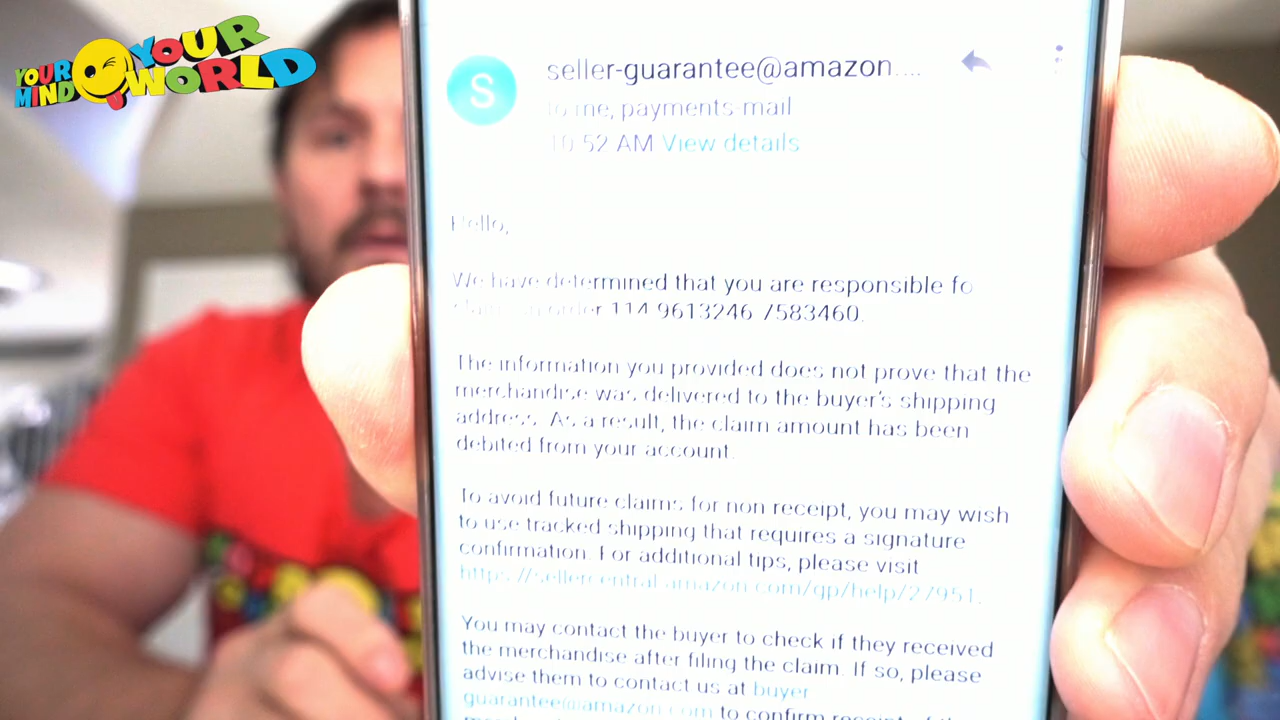 YOUR MIND YOUR WORLD
S
seller-guarantee@amazon....
to me, payments-mail
10:52 AM View details
Hello,
We have determined that you are responsible fo
claim on order 114 9613246 7583460.
The information you provided does not prove that the
merchandise was delivered to the buyer's shipping
address. As a result, the claim amount has been
debited from your account.
To avoid future claims for non receipt, you may wish
to use tracked shipping that requires a signature
confirmation. For additional tips, please visit
https://sellercentral.amazon.com/gp/help/27951.
You may contact the buyer to check if they received
the merchandise after filing the claim. If so, please
advise them to contact us at buyer
guarantee@amazon.com to confirm receipt of the